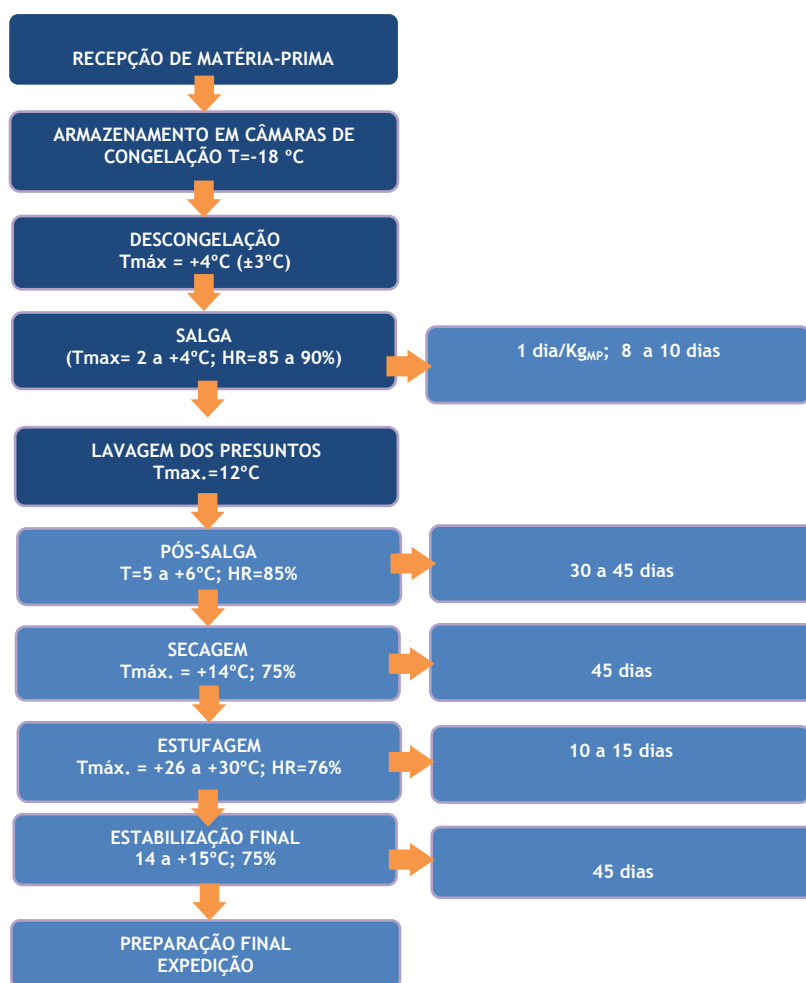 RECEPÇÃO DE MATÉRIA-PRIMA
ARMAZENAMENTO EM CÂMARAS DE
CONGELAÇÃO T=-18 ºC
DESCONGELAÇÃO
Tmáx = +4ºC (±3ºC)
SALGA
(Tmax= 2 a +4ºC; HR=85 a 90%)
1 dia/KgMP; 8 a 10 dias
LAVAGEM DOS PRESUNTOS
Tmax.=12ºC
PÓS-SALGA
T=5 a +6ºC; HR=85%
30 a 45 dias
SECAGEM
Tmáx. = +14ºC; 75%
45 dias
ESTUFAGEM
Tmáx. = +26 a +30ºC; HR=76%
10 a 15 dias
ESTABILIZAÇÃO FINAL
14 a +15ºC; 75%
45 dias
PREPARAÇÃO FINAL
EXPEDIÇÃO